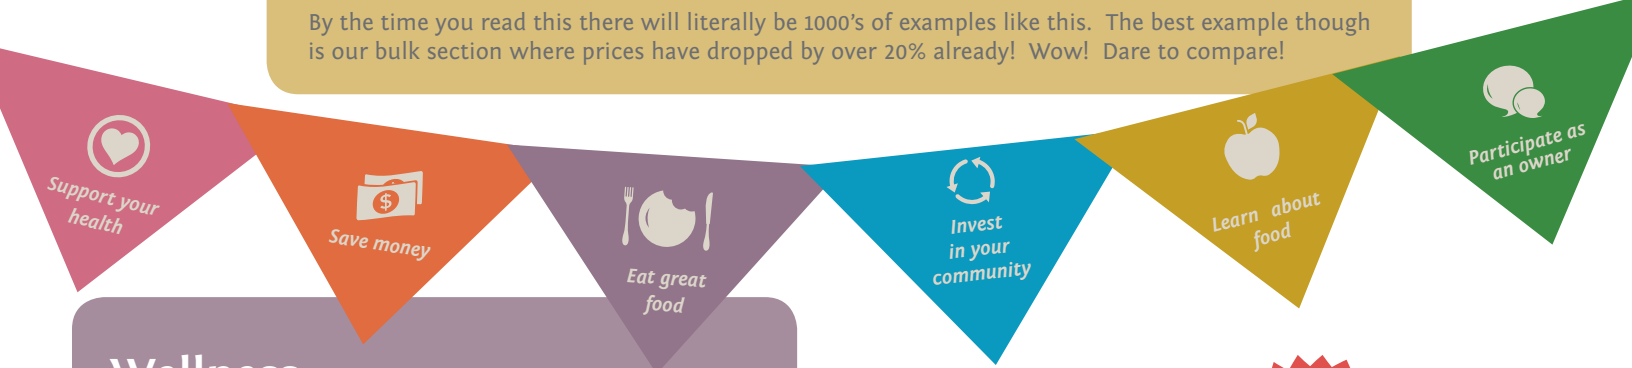 By the time you read this there will literally be 1000's of examples like this.  The best example though
is our bulk section where prices have dropped by over 20% already!  Wow!  Dare to compare!
Support your
health
$
Save money
Eat great
food
Invest
in your
community
Learn  about
food
Participate as
an owner
Wellness